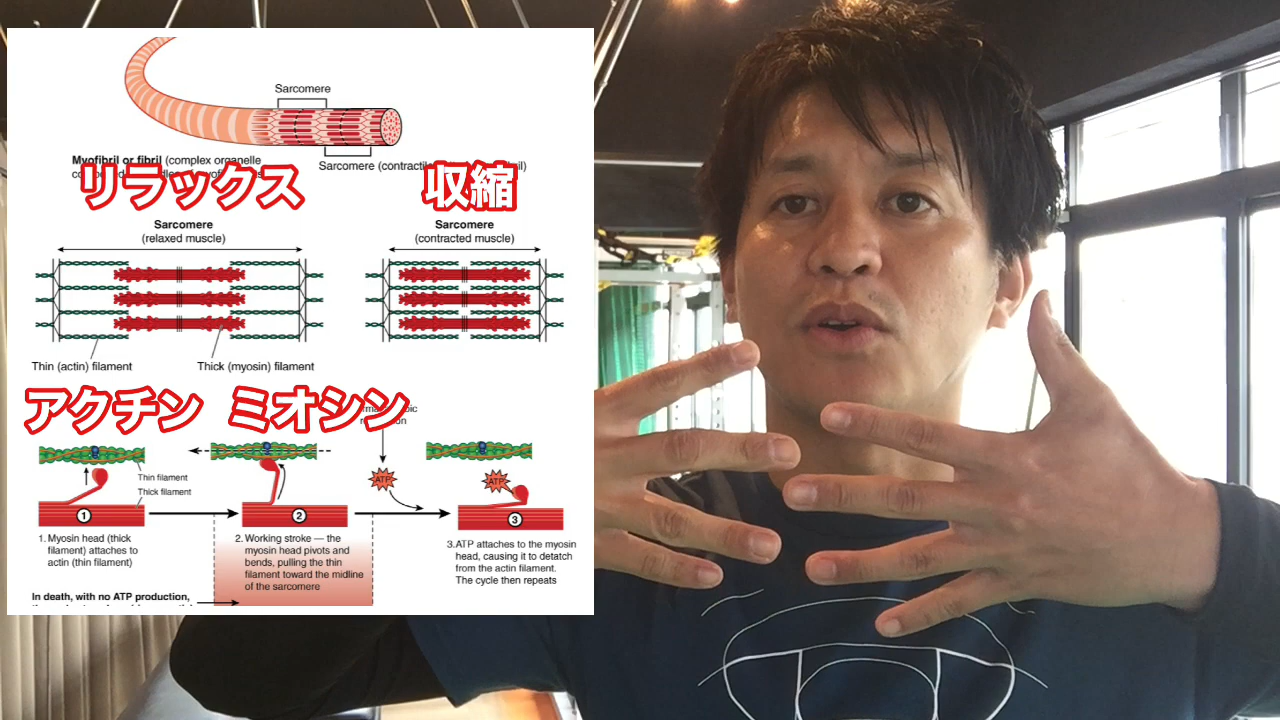 Sarcomere
Myofibril or fibril (complex organelle
Sarcomere (contractil
リラックス
収縮
Sarcomere
(relaxed muscle)
Sarcomere
(contracted muscle)
Thin (actin) filament
Thick (myosin) filament
アクチン ミオシン
Thin filament
Thick filament
ATP
ATP
1
2
3
1. Myosin head (thick
filament) attaches to
actin (thin filament)
2. Working stroke — the
myosin head pivots and
bends, pulling the thin
filament toward the midline
of the sarcomere
3. ATP attaches to the myosin
head, causing it to detatch
from the actin filament.
The cycle then repeats
In death, with no ATP production,